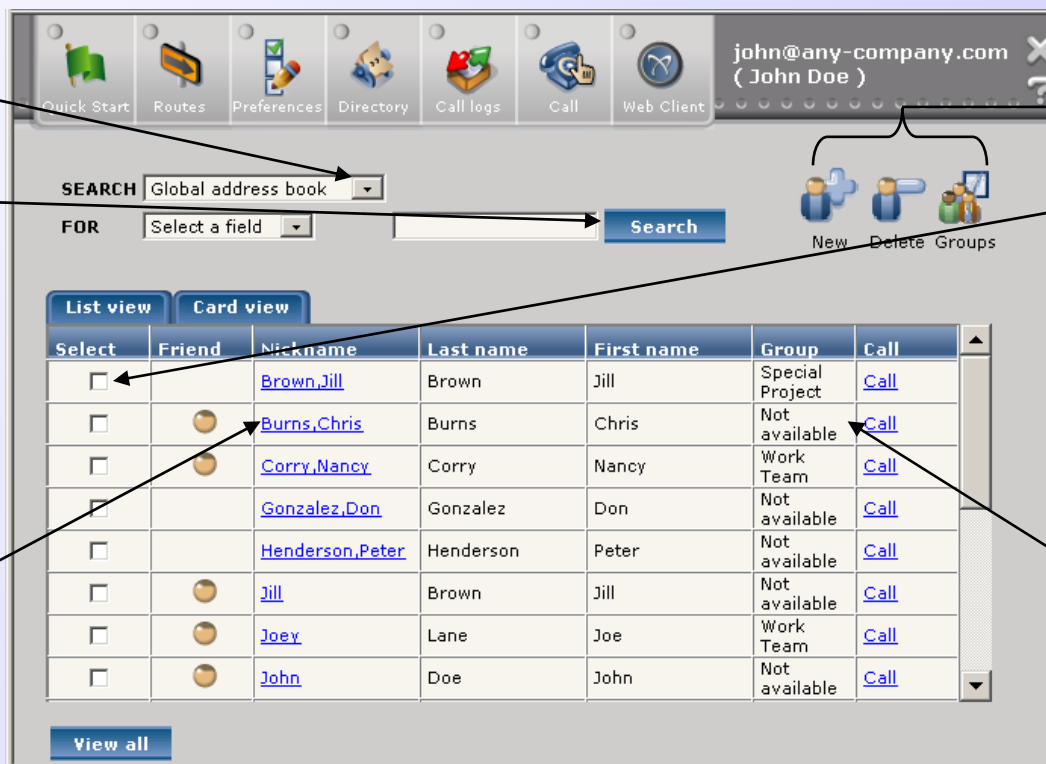 john@any-company.com
( John Doe )
Quick Start Routes Preferences Directory Call logs Call Web Client
SEARCH Global address book
FOR Select a field Search
New Delete Groups
List view Card view
Select Friend Nickname Last name First name Group Call
Brown,Jill Brown Jill Special Project Call
Burns,Chris Burns Chris Not available Call
Corry,Nancy Corry Nancy Work Team Call
Gonzalez,Don Gonzalez Don Not available Call
Henderson,Peter Henderson Peter Not available Call
Jill Brown Jill Not available Call
Joey Lane Joe Work Team Call
John Doe John Not available Call
View all